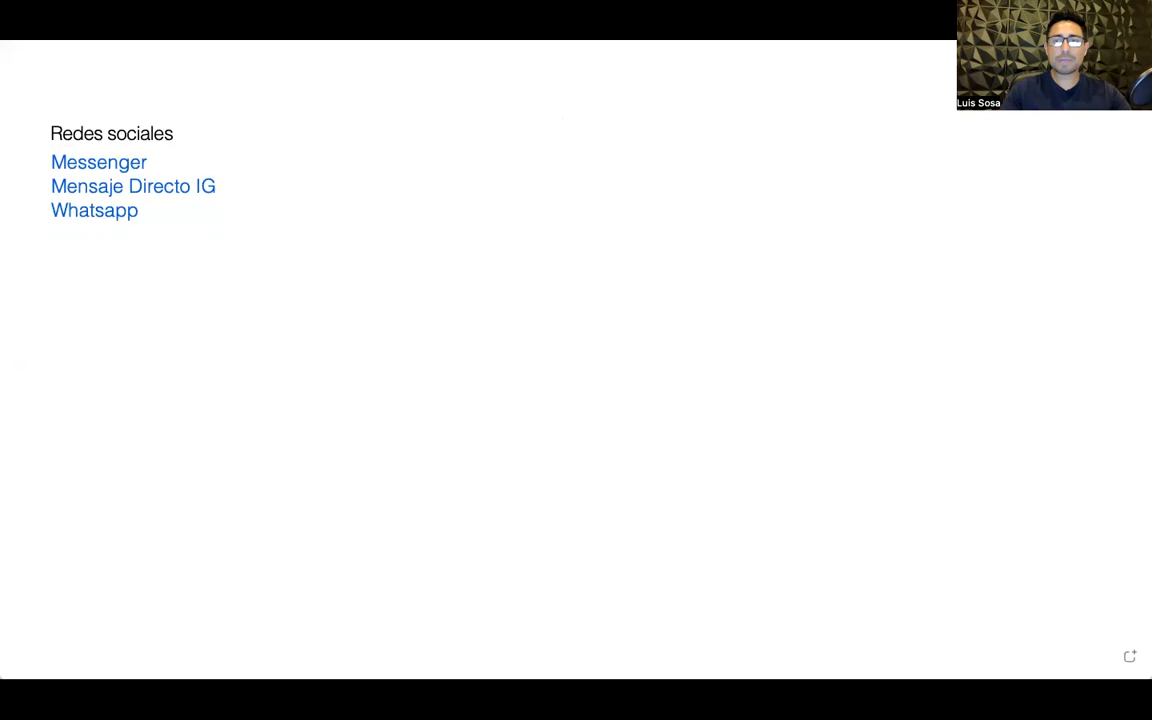 Luis Sosa
Redes sociales
Messenger
Mensaje Directo IG
Whatsapp